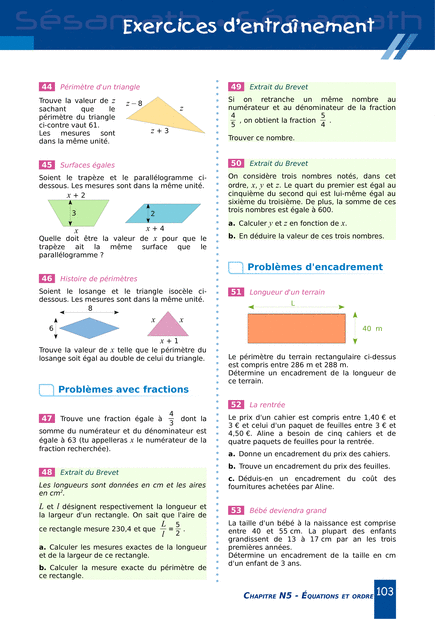 Sésamath
Exercices d'entraînement
44 Périmètre d'un triangle
Trouve la valeur de z
sachant que le
périmètre du triangle
ci-contre vaut 61.
Les mesures sont
dans la même unité.
z – 8
z
z + 3
45 Surfaces égales
Soient le trapèze et le parallélogramme ci-
dessous. Les mesures sont dans la même unité.
x + 2
3
x
2
x + 4
Quelle doit être la valeur de x pour que le
trapèze ait la même surface que le
parallélogramme ?
46 Histoire de périmètres
Soient le losange et le triangle isocèle ci-
dessous. Les mesures sont dans la même unité.
8
6
x
x
x + 1
Trouve la valeur de x telle que le périmètre du
losange soit égal au double de celui du triangle.
Problèmes avec fractions
47 Trouve une fraction égale à 4/3 dont la
somme du numérateur et du dénominateur est
égale à 63 (tu appelleras x le numérateur de la
fraction recherchée).
48 Extrait du Brevet
Les longueurs sont données en cm et les aires
en cm².
L et l désignent respectivement la longueur et
la largeur d'un rectangle. On sait que l'aire de
ce rectangle mesure 230,4 et que L/l = 5/2 .
a. Calculer les mesures exactes de la longueur
et de la largeur de ce rectangle.
b. Calculer la mesure exacte du périmètre de
ce rectangle.
49 Extrait du Brevet
Si on retranche un même nombre au
numérateur et au dénominateur de la fraction
4/5 , on obtient la fraction 5/4 .
Trouver ce nombre.
50 Extrait du Brevet
On considère trois nombres notés, dans cet
ordre, x, y et z. Le quart du premier est égal au
cinquième du second qui est lui-même égal au
sixième du troisième. De plus, la somme de ces
trois nombres est égale à 600.
a. Calculer y et z en fonction de x.
b. En déduire la valeur de ces trois nombres.
Problèmes d'encadrement
51 Longueur d'un terrain
L
40 m
Le périmètre du terrain rectangulaire ci-dessus
est compris entre 286 m et 288 m.
Détermine un encadrement de la longueur de
ce terrain.
52 La rentrée
Le prix d'un cahier est compris entre 1,40 € et
3 € et celui d'un paquet de feuilles entre 3 € et
4,50 €. Aline a besoin de cinq cahiers et de
quatre paquets de feuilles pour la rentrée.
a. Donne un encadrement du prix des cahiers.
b. Trouve un encadrement du prix des feuilles.
c. Déduis-en un encadrement du coût des
fournitures achetées par Aline.
53 Bébé deviendra grand
La taille d'un bébé à la naissance est comprise
entre 40 et 55 cm. La plupart des enfants
grandissent de 13 à 17 cm par an les trois
premières années.
Détermine un encadrement de la taille en cm
d'un enfant de 3 ans.
Chapitre N5 - Équations et ordre 103